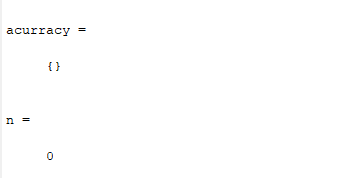 acurracy =
{}
n =
0